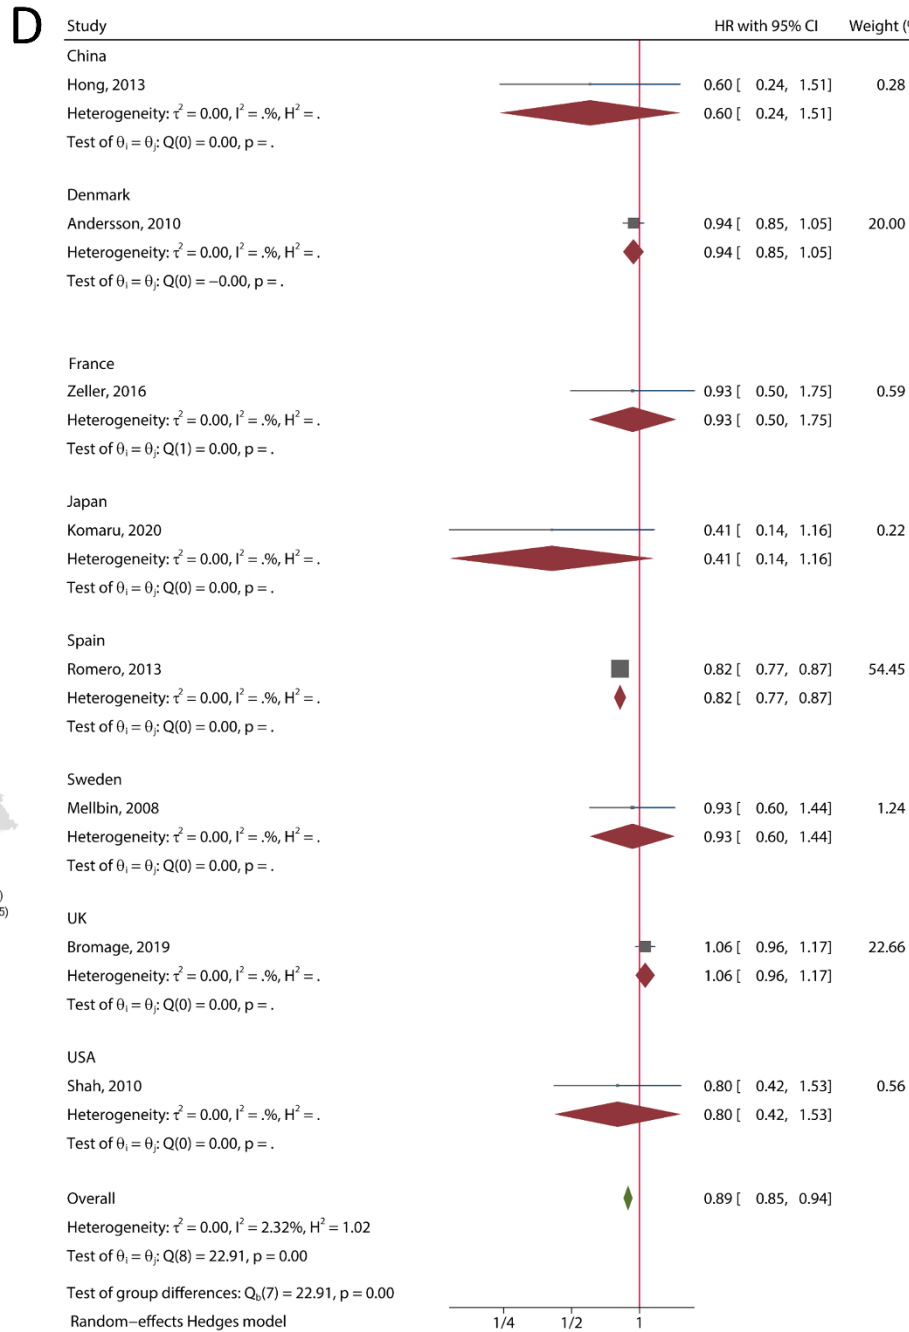 D
Study HR with 95% CI Weight (
China
Hong, 2013 0.60 [ 0.24, 1.51] 0.28
Heterogeneity: τ² = 0.00, I² = .%, H² = . 0.60 [ 0.24, 1.51]
Test of θᵢ = θⱼ: Q(0) = 0.00, p = .
Denmark
Andersson, 2010 0.94 [ 0.85, 1.05] 20.00
Heterogeneity: τ² = 0.00, I² = .%, H² = . 0.94 [ 0.85, 1.05]
Test of θᵢ = θⱼ: Q(0) = −0.00, p = .
France
Zeller, 2016 0.93 [ 0.50, 1.75] 0.59
Heterogeneity: τ² = 0.00, I² = .%, H² = . 0.93 [ 0.50, 1.75]
Test of θᵢ = θⱼ: Q(1) = 0.00, p = .
Japan
Komaru, 2020 0.41 [ 0.14, 1.16] 0.22
Heterogeneity: τ² = 0.00, I² = .%, H² = . 0.41 [ 0.14, 1.16]
Test of θᵢ = θⱼ: Q(0) = 0.00, p = .
Spain
Romero, 2013 0.82 [ 0.77, 0.87] 54.45
Heterogeneity: τ² = 0.00, I² = .%, H² = . 0.82 [ 0.77, 0.87]
Test of θᵢ = θⱼ: Q(0) = 0.00, p = .
Sweden
Mellbin, 2008 0.93 [ 0.60, 1.44] 1.24
Heterogeneity: τ² = 0.00, I² = .%, H² = . 0.93 [ 0.60, 1.44]
Test of θᵢ = θⱼ: Q(0) = 0.00, p = .
)
5)
UK
Bromage, 2019 1.06 [ 0.96, 1.17] 22.66
Heterogeneity: τ² = 0.00, I² = .%, H² = . 1.06 [ 0.96, 1.17]
Test of θᵢ = θⱼ: Q(0) = 0.00, p = .
USA
Shah, 2010 0.80 [ 0.42, 1.53] 0.56
Heterogeneity: τ² = 0.00, I² = .%, H² = . 0.80 [ 0.42, 1.53]
Test of θᵢ = θⱼ: Q(0) = 0.00, p = .
Overall 0.89 [ 0.85, 0.94]
Heterogeneity: τ² = 0.00, I² = 2.32%, H² = 1.02
Test of θᵢ = θⱼ: Q(8) = 22.91, p = 0.00
Test of group differences: Q_b(7) = 22.91, p = 0.00
1/4 1/2 1
Random−effects Hedges model